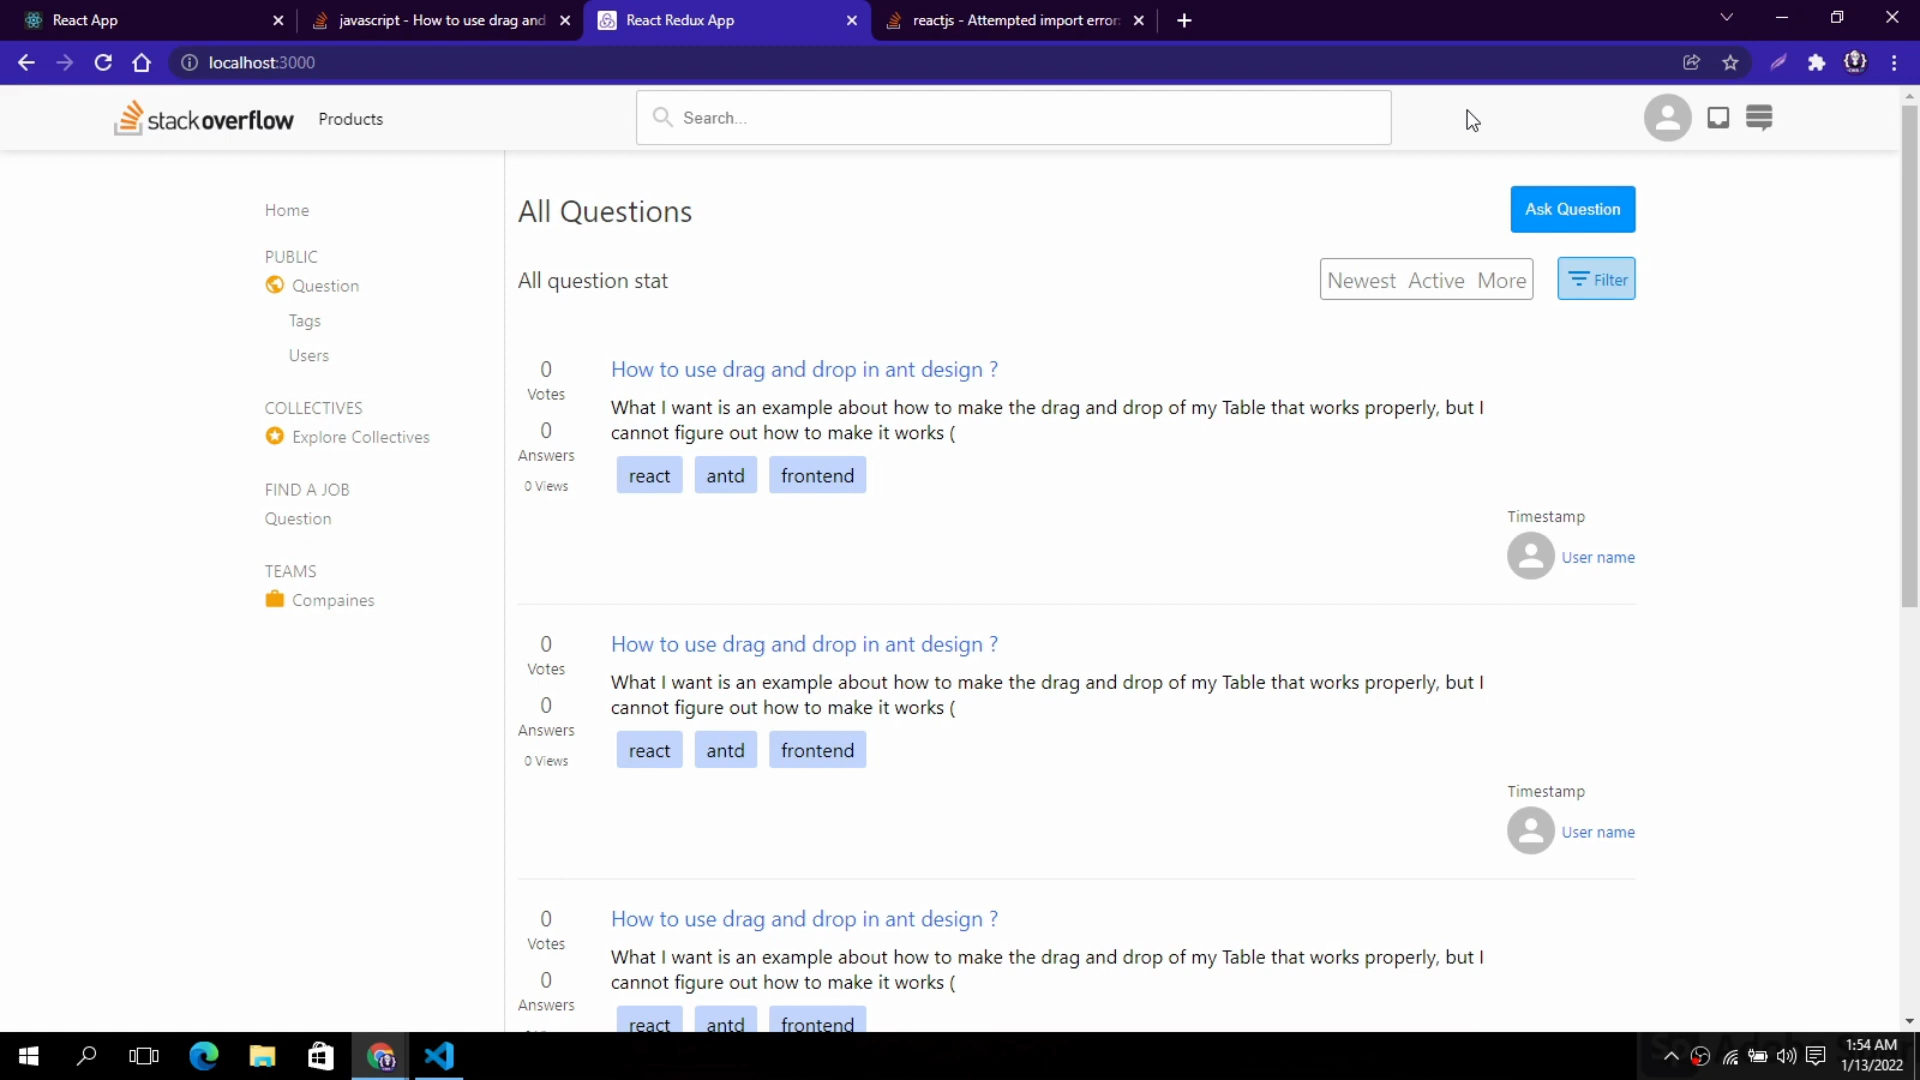 React App
javascript - How to use drag and
React Redux App
reactjs - Attempted import error:
localhost:3000
stackoverflow
Products
Search...
Home
PUBLIC
Question
Tags
Users
COLLECTIVES
Explore Collectives
FIND A JOB
Question
TEAMS
Compaines
All Questions
Ask Question
All question stat
Newest Active More
Filter
0
Votes
0
Answers
0 Views
How to use drag and drop in ant design ?
What I want is an example about how to make the drag and drop of my Table that works properly, but I
cannot figure out how to make it works (
react antd frontend
Timestamp
User name
0
Votes
0
Answers
0 Views
How to use drag and drop in ant design ?
What I want is an example about how to make the drag and drop of my Table that works properly, but I
cannot figure out how to make it works (
react antd frontend
Timestamp
User name
0
Votes
0
Answers
How to use drag and drop in ant design ?
What I want is an example about how to make the drag and drop of my Table that works properly, but I
cannot figure out how to make it works (
react antd frontend
1:54 AM
1/13/2022